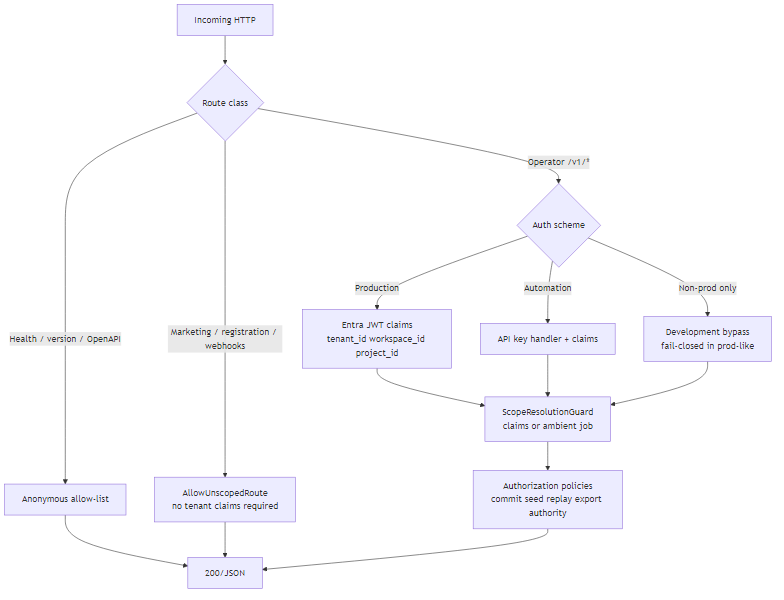 Incoming HTTP
Route class
Operator /v1/*
Auth scheme
Production
Automation
Non-prod only
Health / version / OpenAPI
Marketing / registration /
webhooks
Entra JWT claims
tenant_id workspace_id
project_id
API key handler + claims
Development bypass
fail-closed in prod-like
ScopeResolutionGuard
claims or ambient job
Anonymous allow-list
AllowUnscopedRoute
no tenant claims required
Authorization policies
commit seed replay export
authority
200/JSON